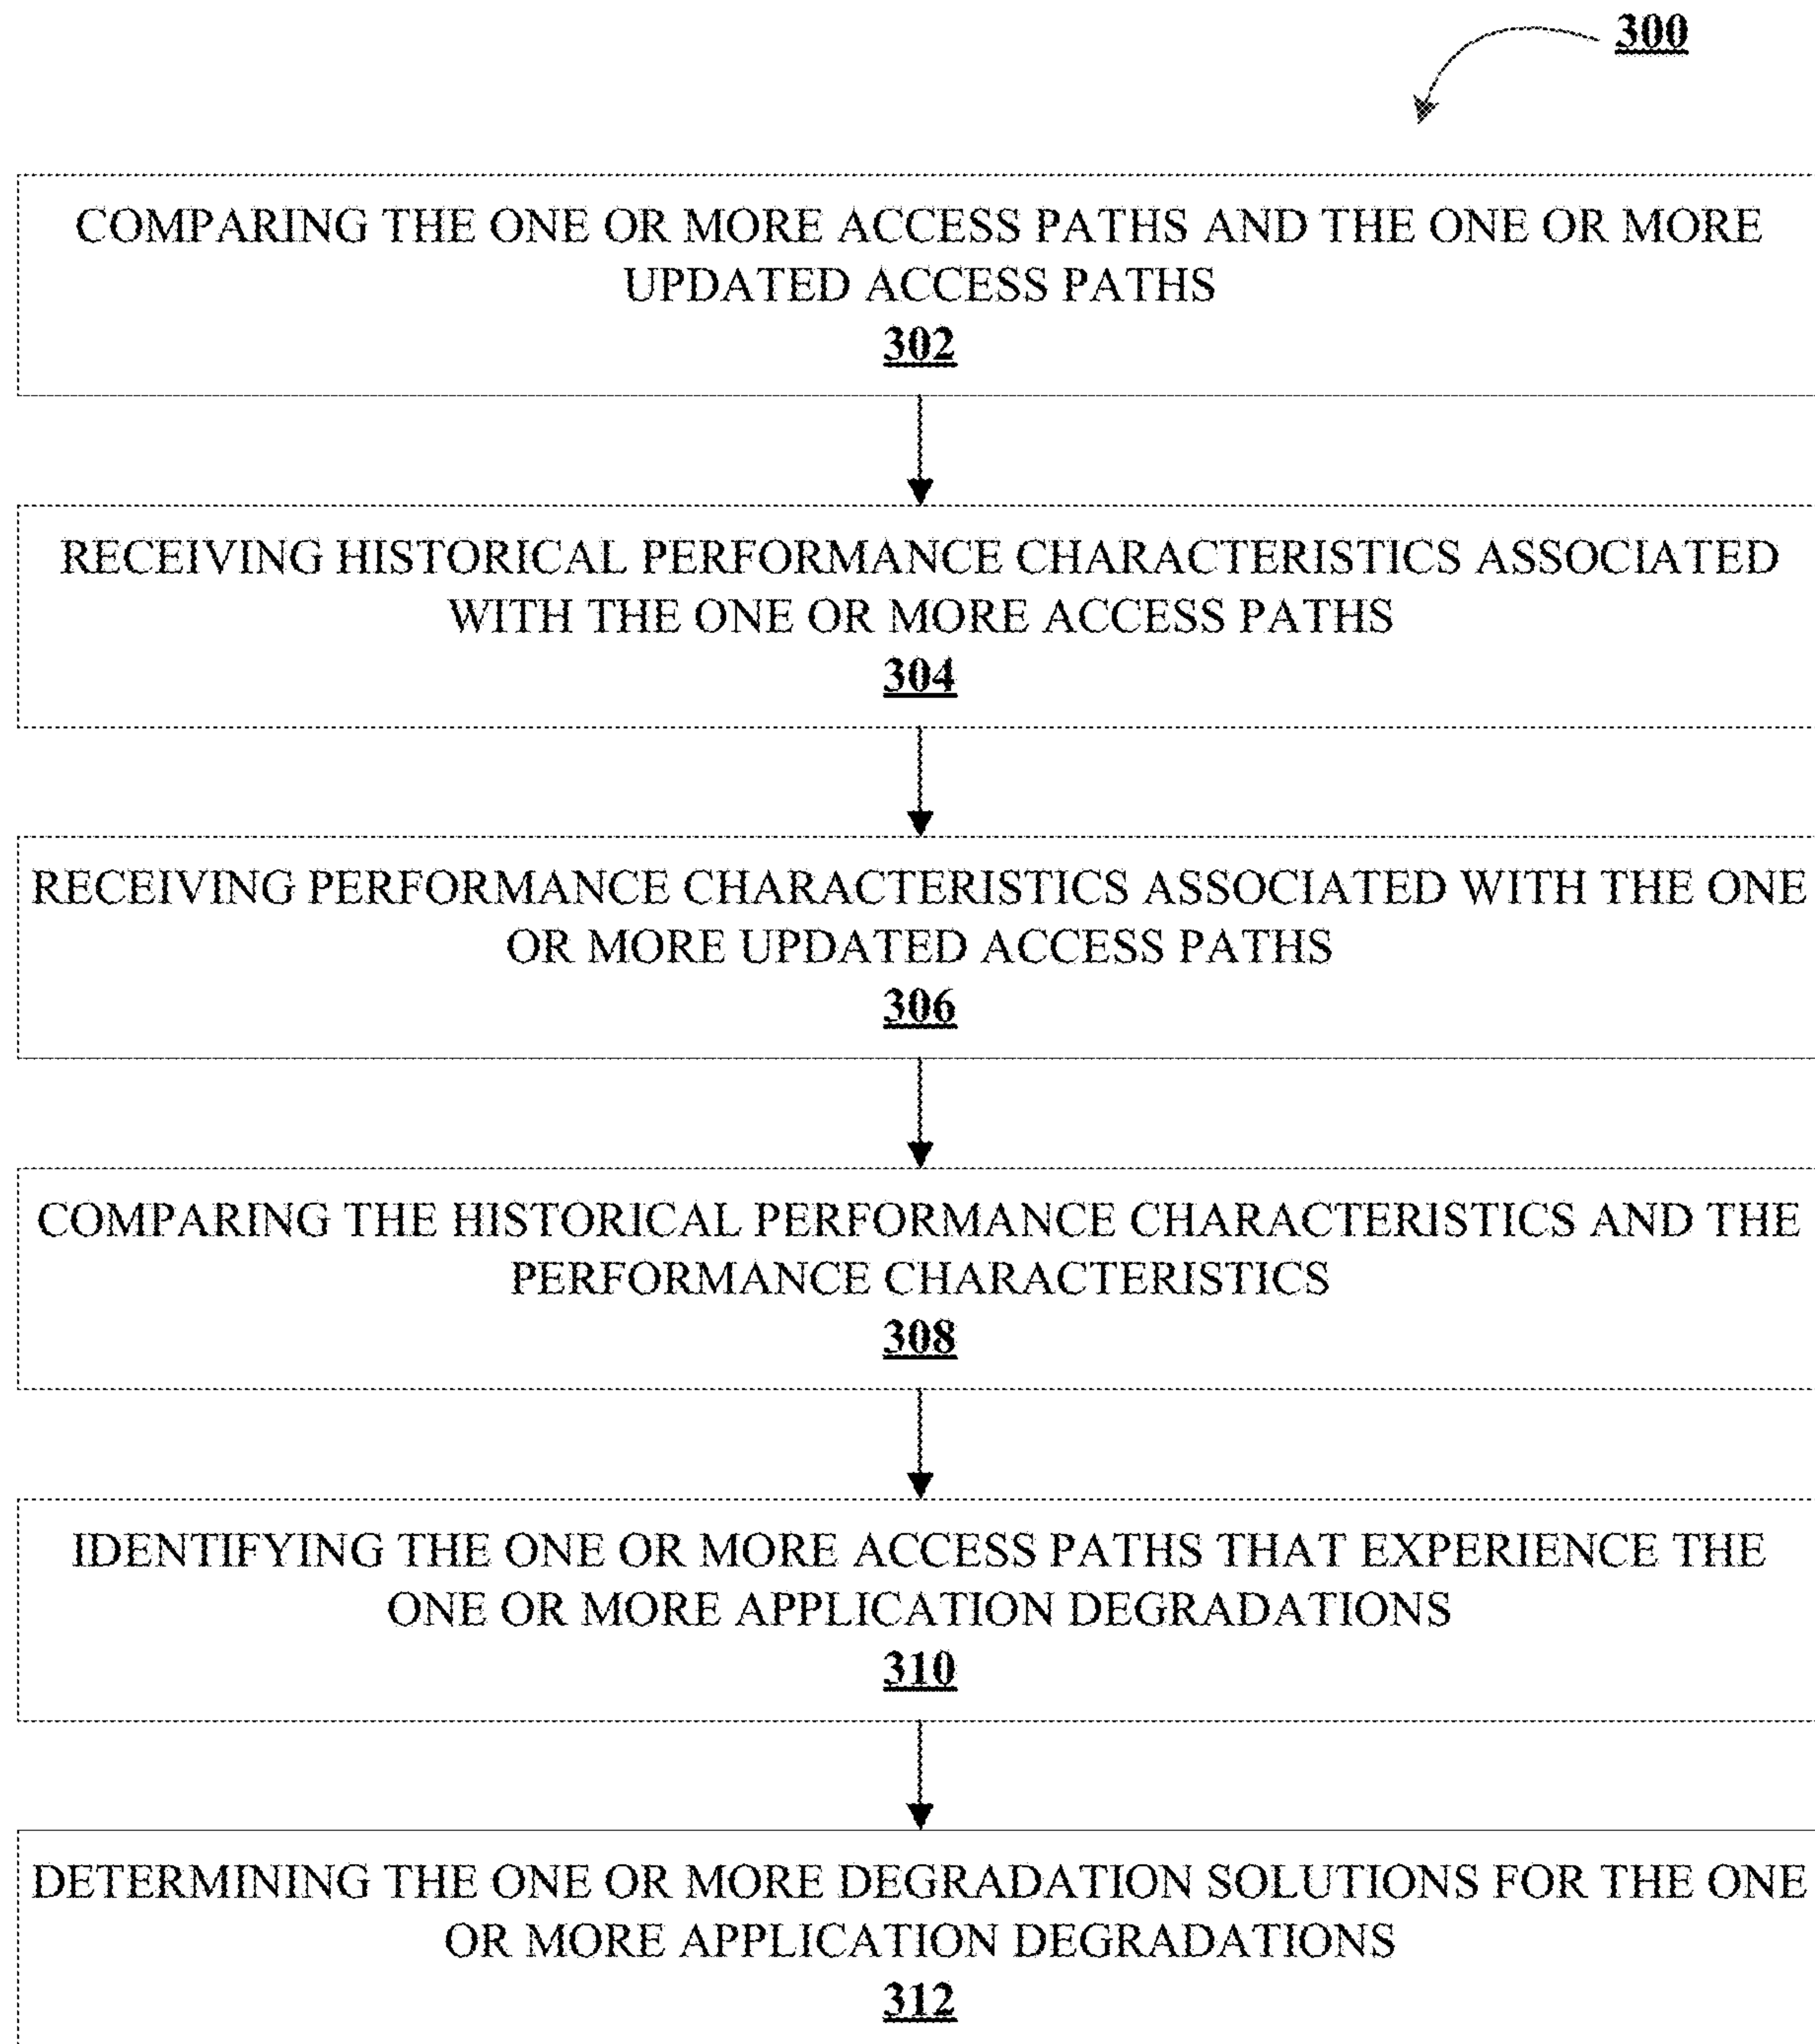 300
COMPARING THE ONE OR MORE ACCESS PATHS AND THE ONE OR MORE
UPDATED ACCESS PATHS
302
RECEIVING HISTORICAL PERFORMANCE CHARACTERISTICS ASSOCIATED
WITH THE ONE OR MORE ACCESS PATHS
304
RECEIVING PERFORMANCE CHARACTERISTICS ASSOCIATED WITH THE ONE
OR MORE UPDATED ACCESS PATHS
306
COMPARING THE HISTORICAL PERFORMANCE CHARACTERISTICS AND THE
PERFORMANCE CHARACTERISTICS
308
IDENTIFYING THE ONE OR MORE ACCESS PATHS THAT EXPERIENCE THE
ONE OR MORE APPLICATION DEGRADATIONS
310
DETERMINING THE ONE OR MORE DEGRADATION SOLUTIONS FOR THE ONE
OR MORE APPLICATION DEGRADATIONS
312